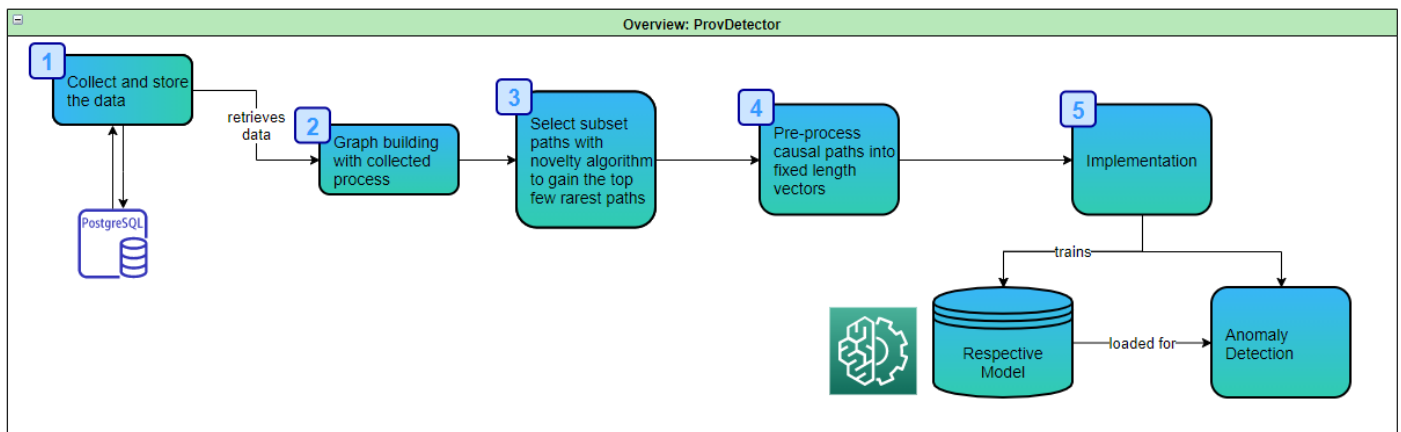 Overview: ProvDetector
1
Collect and store
the data
PostgreSQL
retrieves
data
2
Graph building
with collected
process
3
Select subset
paths with
novelty algorithm
to gain the top
few rarest paths
4
Pre-process
causal paths into
fixed length
vectors
5
Implementation
trains
Respective
Model
loaded for
Anomaly
Detection